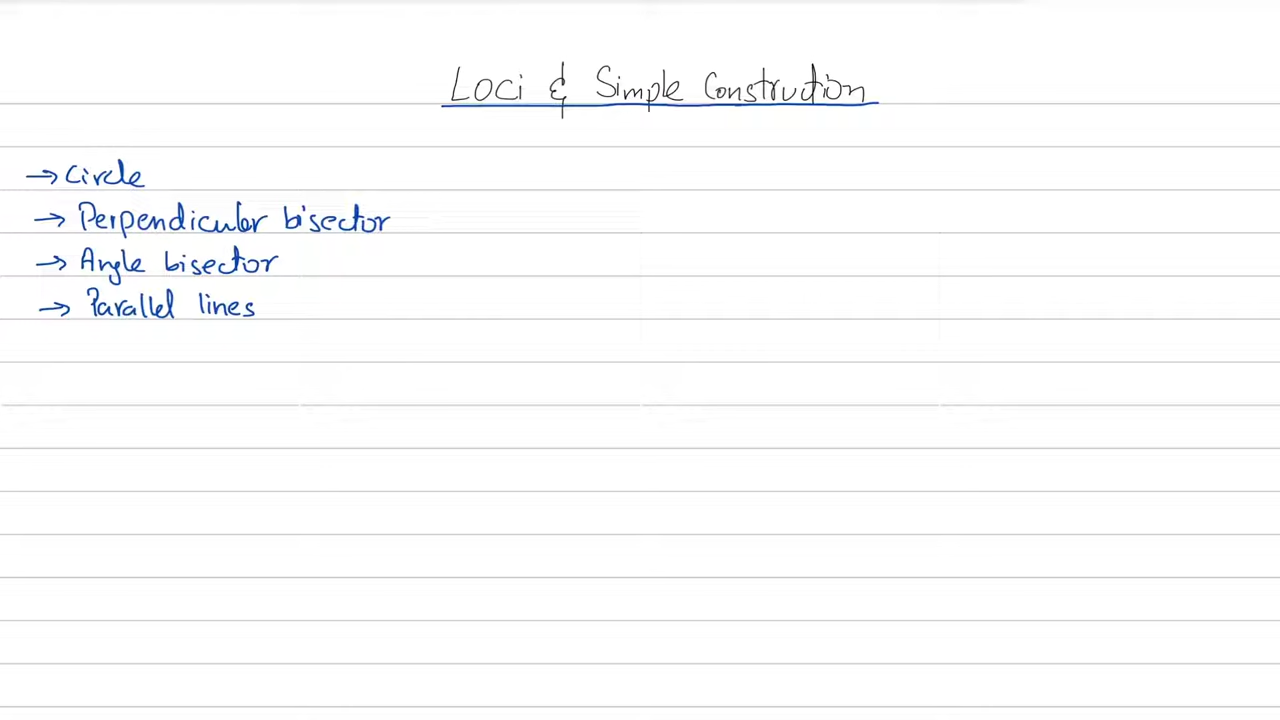 Loci & Simple Construction
→ Circle
→ Perpendicular bisector
→ Angle bisector
→ Parallel lines